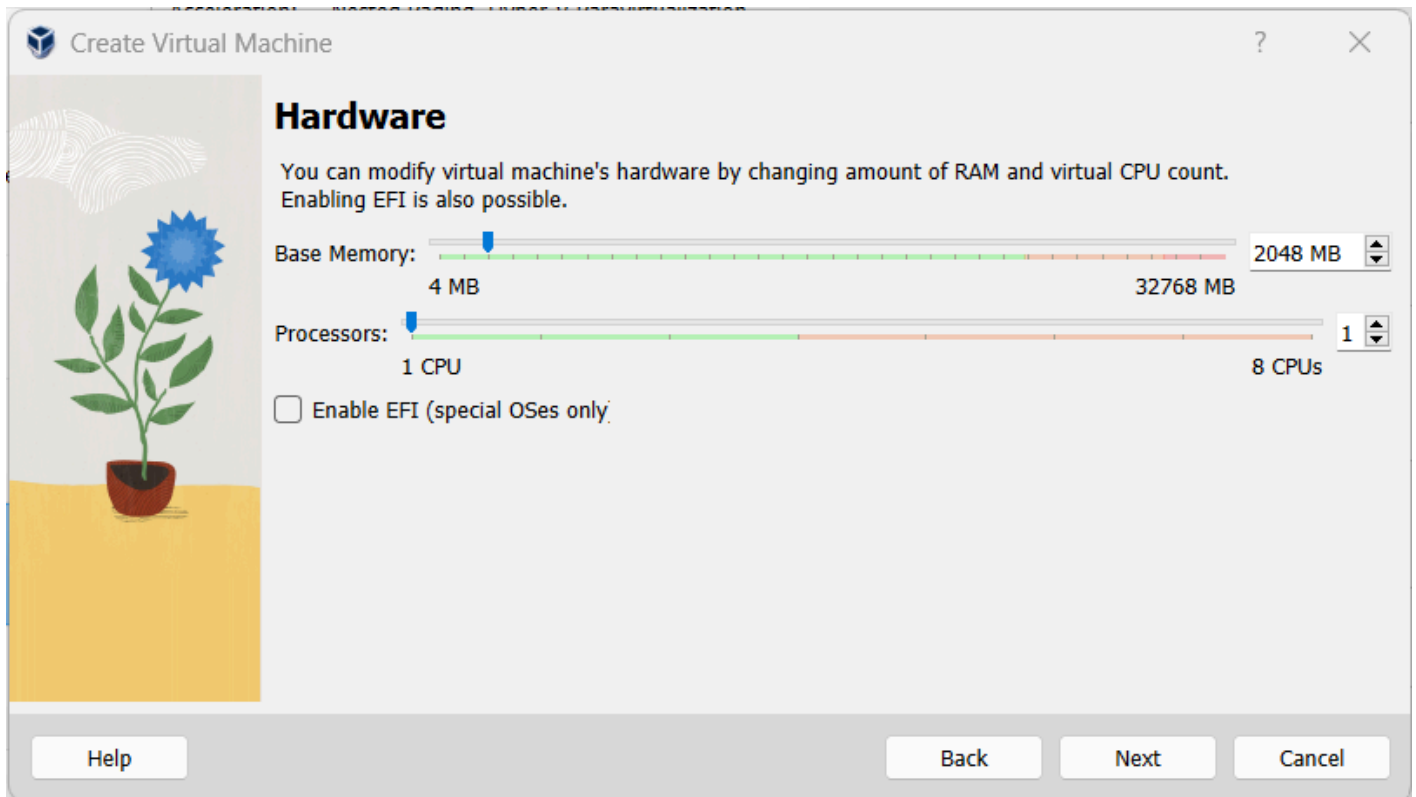 Create Virtual Machine
?
Hardware
You can modify virtual machine's hardware by changing amount of RAM and virtual CPU count.
Enabling EFI is also possible.
Base Memory: 2048 MB
4 MB 32768 MB
Processors: 1
1 CPU 8 CPUs
Enable EFI (special OSes only)
Help Back Next Cancel